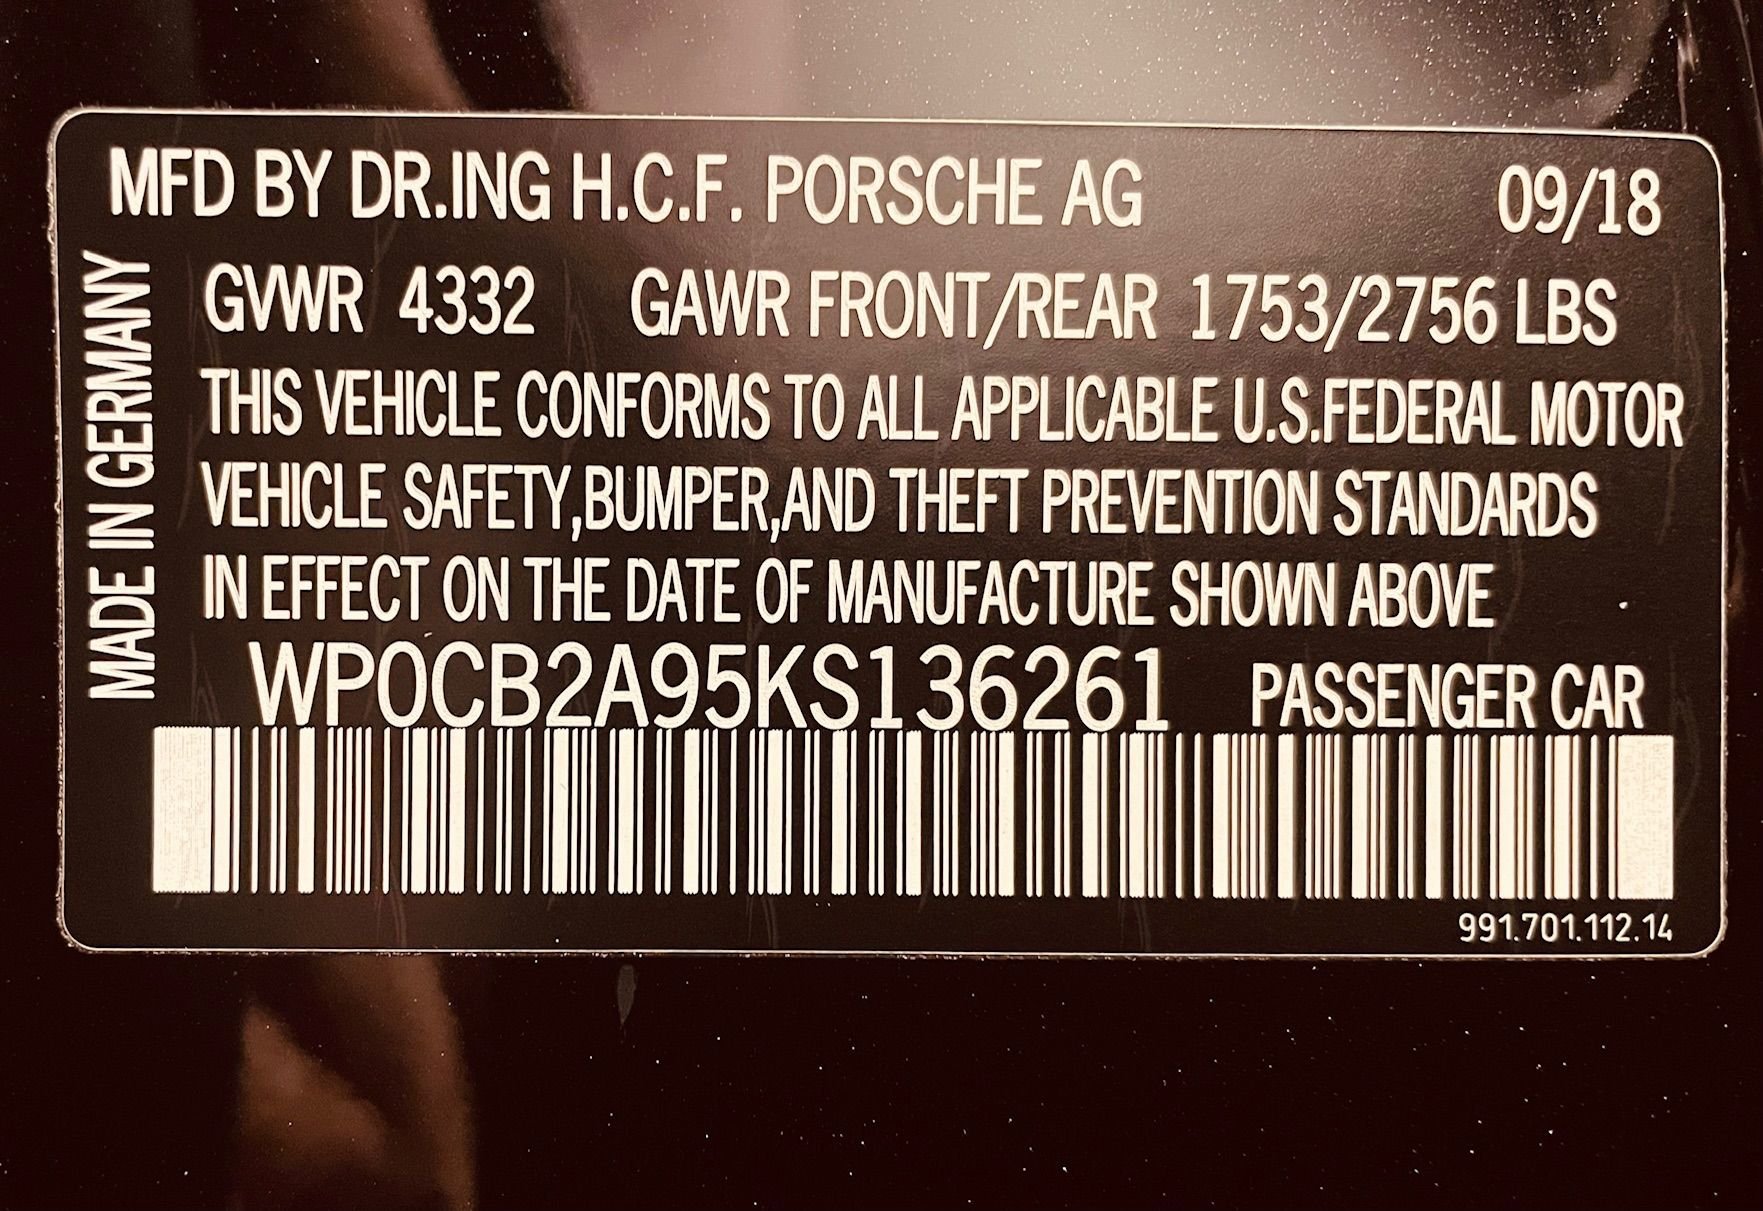 MFD BY DR.ING H.C.F. PORSCHE AG 09/18
MADE IN GERMANY
GVWR 4332 GAWR FRONT/REAR 1753/2756 LBS
THIS VEHICLE CONFORMS TO ALL APPLICABLE U.S.FEDERAL MOTOR
VEHICLE SAFETY,BUMPER,AND THEFT PREVENTION STANDARDS
IN EFFECT ON THE DATE OF MANUFACTURE SHOWN ABOVE
WP0CB2A95KS136261 PASSENGER CAR
991.701.112.14